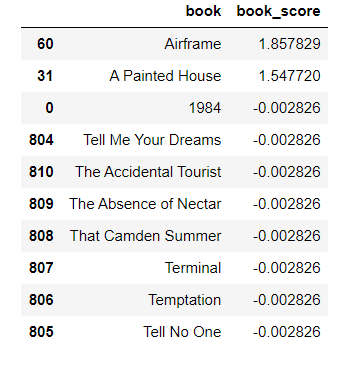 book book_score
60 Airframe 1.857829
31 A Painted House 1.547720
0 1984 -0.002826
804 Tell Me Your Dreams -0.002826
810 The Accidental Tourist -0.002826
809 The Absence of Nectar -0.002826
808 That Camden Summer -0.002826
807 Terminal -0.002826
806 Temptation -0.002826
805 Tell No One -0.002826